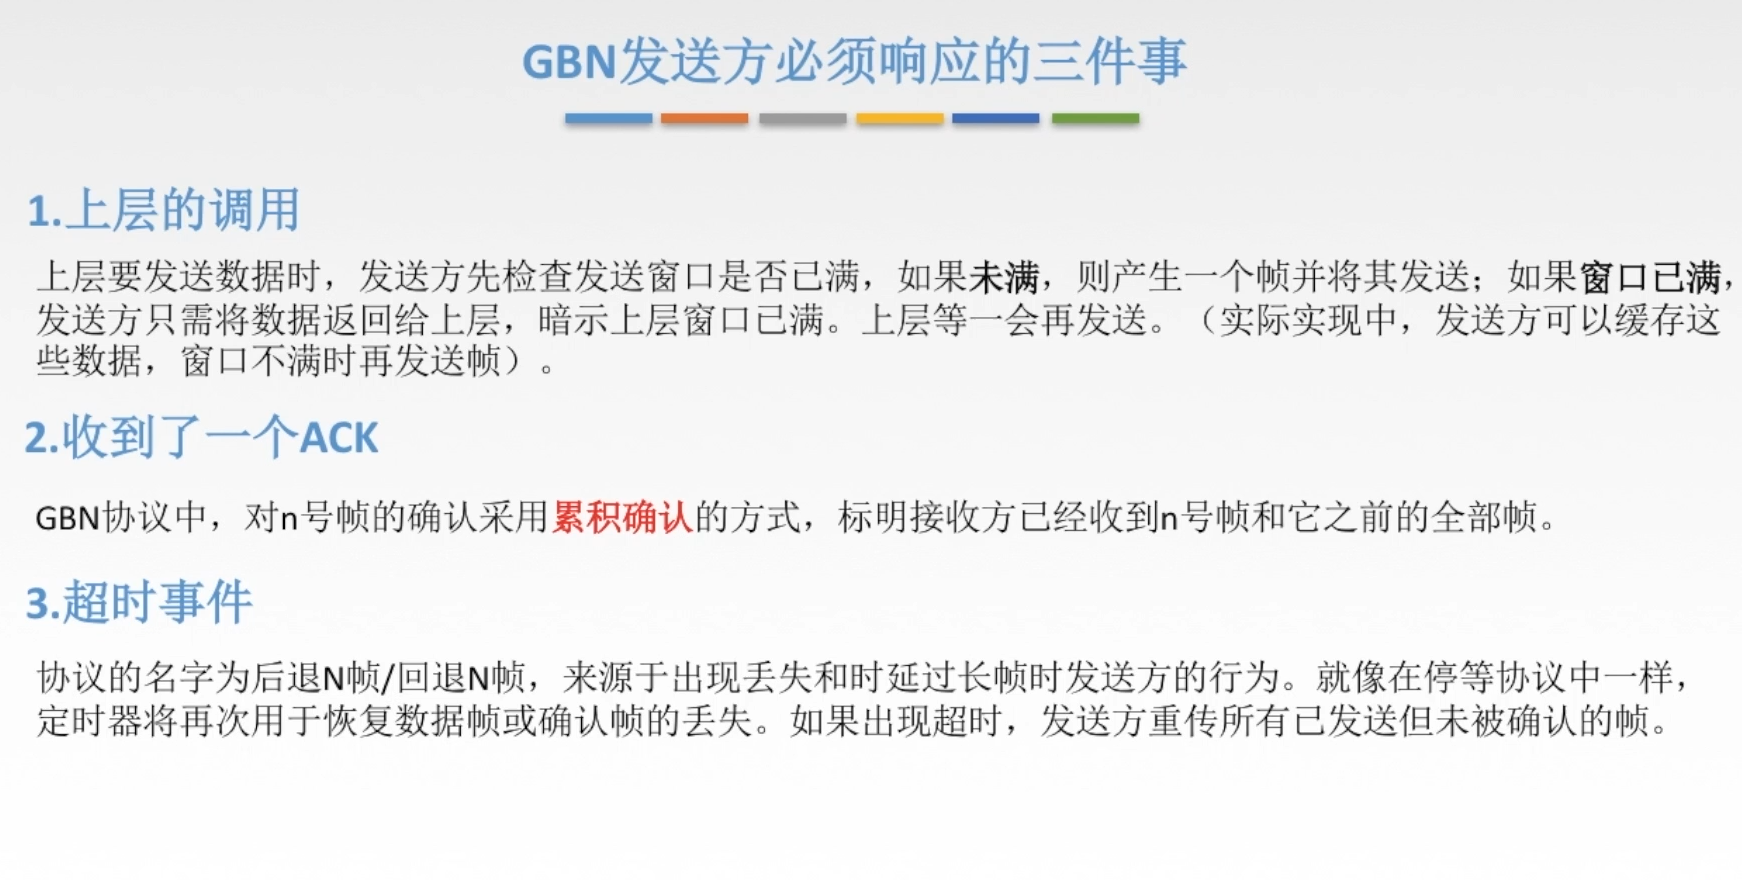 GBN发送方必须响应的三件事
1.上层的调用
上层要发送数据时，发送方先检查发送窗口是否已满，如果未满，则产生一个帧并将其发送；如果窗口已满，
发送方只需将数据返回给上层，暗示上层窗口已满。上层等一会再发送。（实际实现中，发送方可以缓存这
些数据，窗口不满时再发送帧）。
2.收到了一个ACK
GBN协议中，对n号帧的确认采用累积确认的方式，标明接收方已经收到n号帧和它之前的全部帧。
3.超时事件
协议的名字为后退N帧/回退N帧，来源于出现丢失和时延过长帧时发送方的行为。就像在停等协议中一样，
定时器将再次用于恢复数据帧或确认帧的丢失。如果出现超时，发送方重传所有已发送但未被确认的帧。